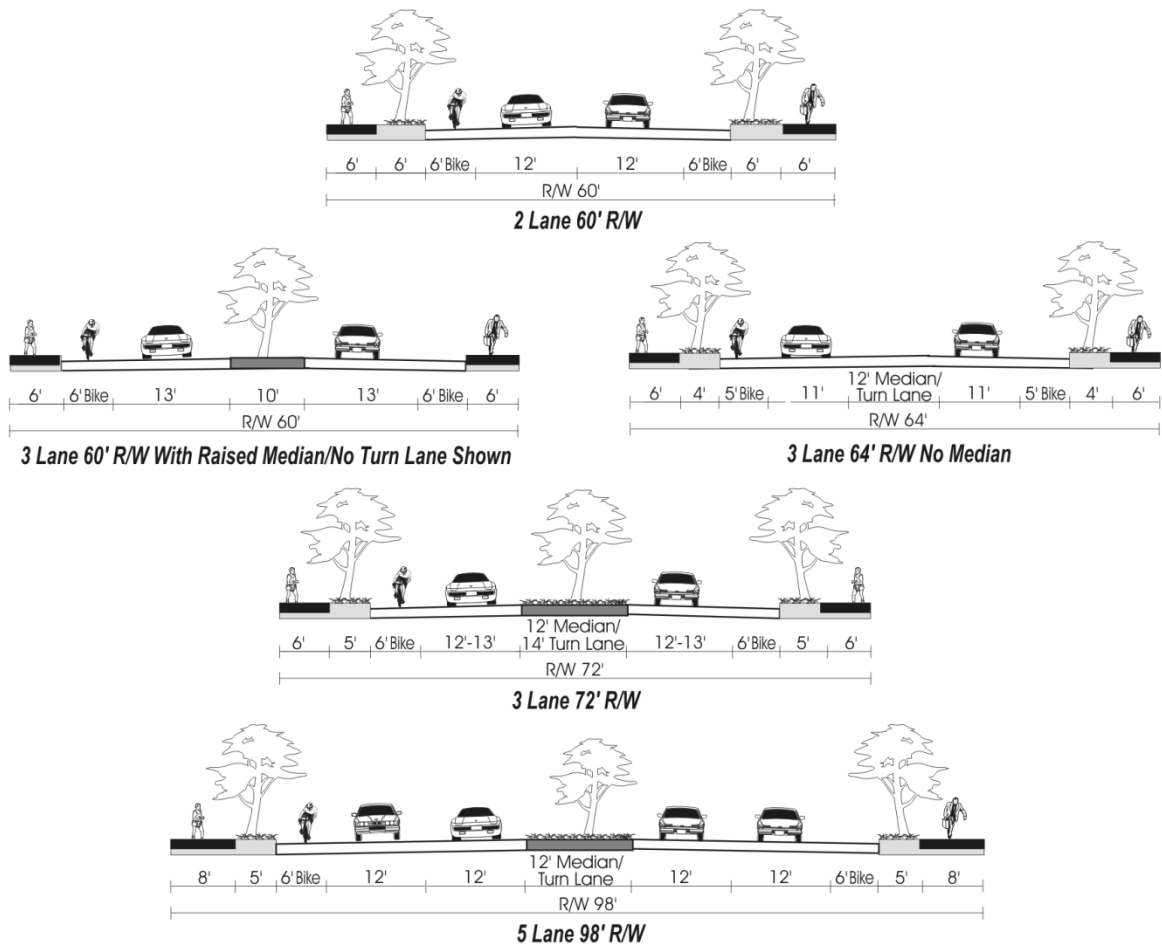 6' 6' 6' Bike 12' 12' 6' Bike 6' 6'
R/W 60'
2 Lane 60' R/W
6' 6' Bike 13' 10' 13' 6' Bike 6'
R/W 60'
3 Lane 60' R/W With Raised Median/No Turn Lane Shown
6' 4' 5' Bike 11' 12' Median/
Turn Lane 11' 5' Bike 4' 6'
R/W 64'
3 Lane 64' R/W No Median
6' 5' 6' Bike 12'-13' 12' Median/
14' Turn Lane 12'-13' 6' Bike 5' 6'
R/W 72'
3 Lane 72' R/W
8' 5' 6' Bike 12' 12' 12' Median/
Turn Lane 12' 12' 6' Bike 5' 8'
R/W 98'
5 Lane 98' R/W